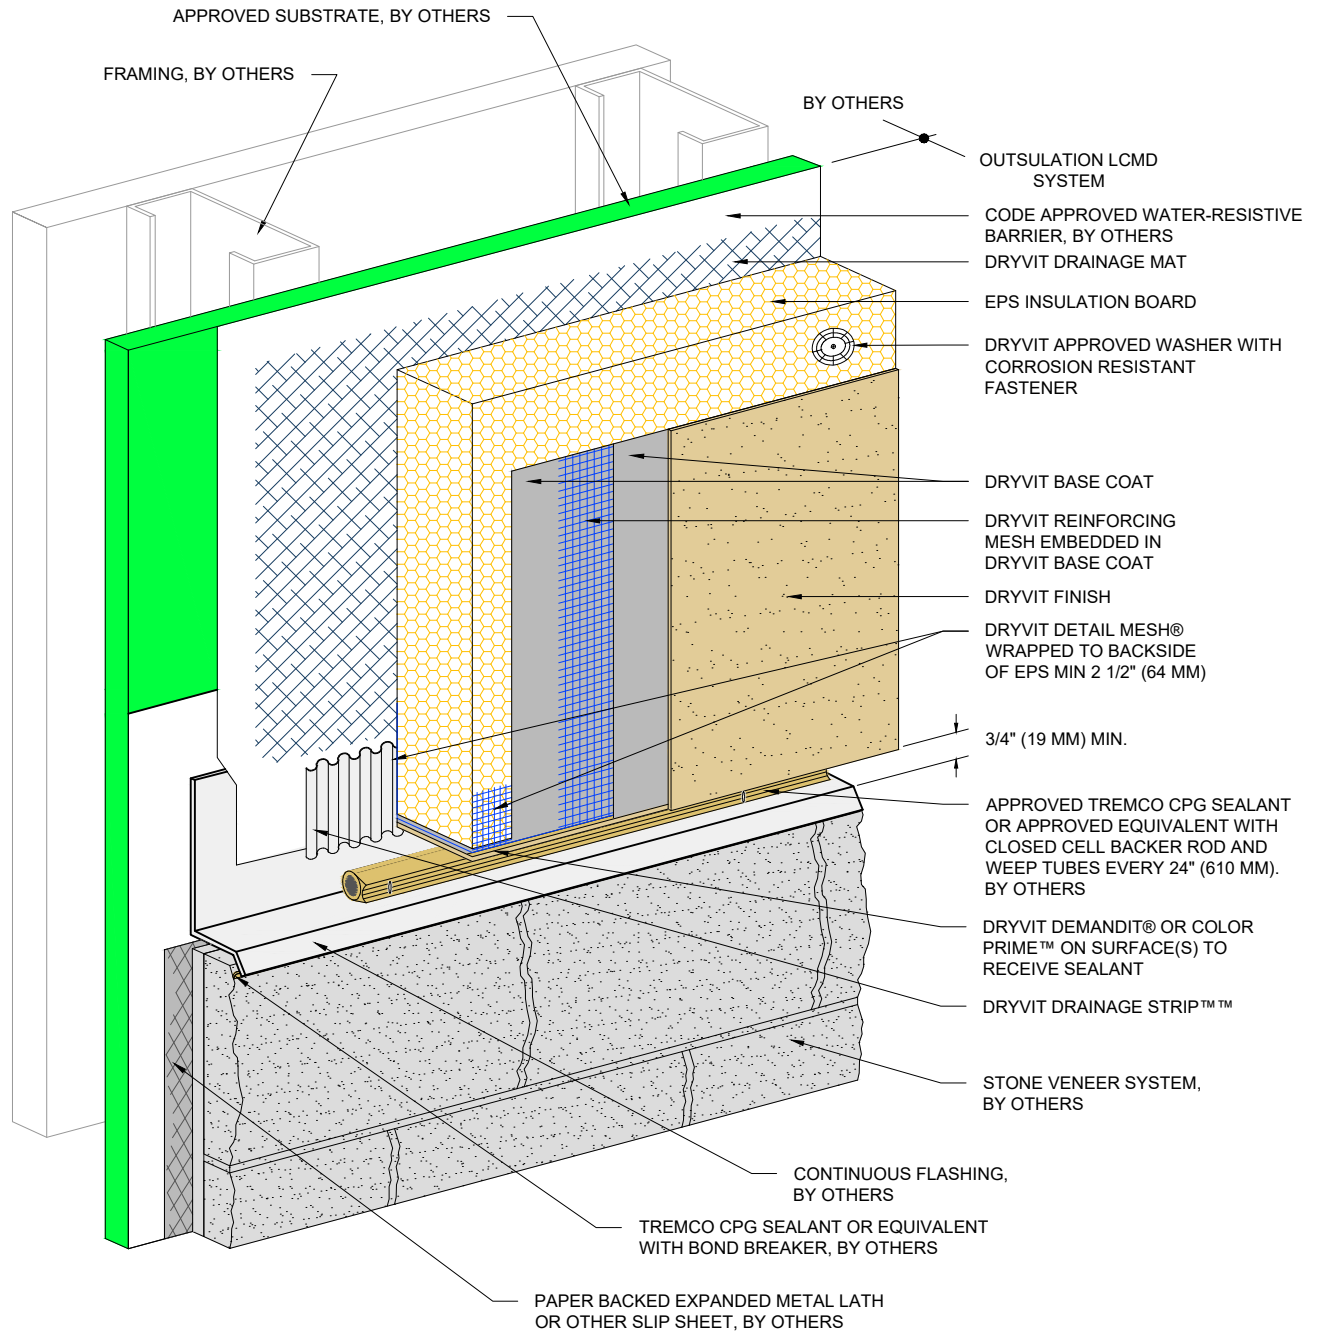 APPROVED SUBSTRATE, BY OTHERS
FRAMING, BY OTHERS
BY OTHERS
OUTSULATION LCMD
SYSTEM
CODE APPROVED WATER-RESISTIVE
BARRIER, BY OTHERS
DRYVIT DRAINAGE MAT
EPS INSULATION BOARD
DRYVIT APPROVED WASHER WITH
CORROSION RESISTANT
FASTENER
DRYVIT BASE COAT
DRYVIT REINFORCING
MESH EMBEDDED IN
DRYVIT BASE COAT
DRYVIT FINISH
DRYVIT DETAIL MESH®
WRAPPED TO BACKSIDE
OF EPS MIN 2 1/2" (64 MM)
3/4" (19 MM) MIN.
APPROVED TREMCO CPG SEALANT
OR APPROVED EQUIVALENT WITH
CLOSED CELL BACKER ROD AND
WEEP TUBES EVERY 24" (610 MM).
BY OTHERS
DRYVIT DEMANDIT® OR COLOR
PRIME™ ON SURFACE(S) TO
RECEIVE SEALANT
DRYVIT DRAINAGE STRIP™™
STONE VENEER SYSTEM,
BY OTHERS
CONTINUOUS FLASHING,
BY OTHERS
TREMCO CPG SEALANT OR EQUIVALENT
WITH BOND BREAKER, BY OTHERS
PAPER BACKED EXPANDED METAL LATH
OR OTHER SLIP SHEET, BY OTHERS